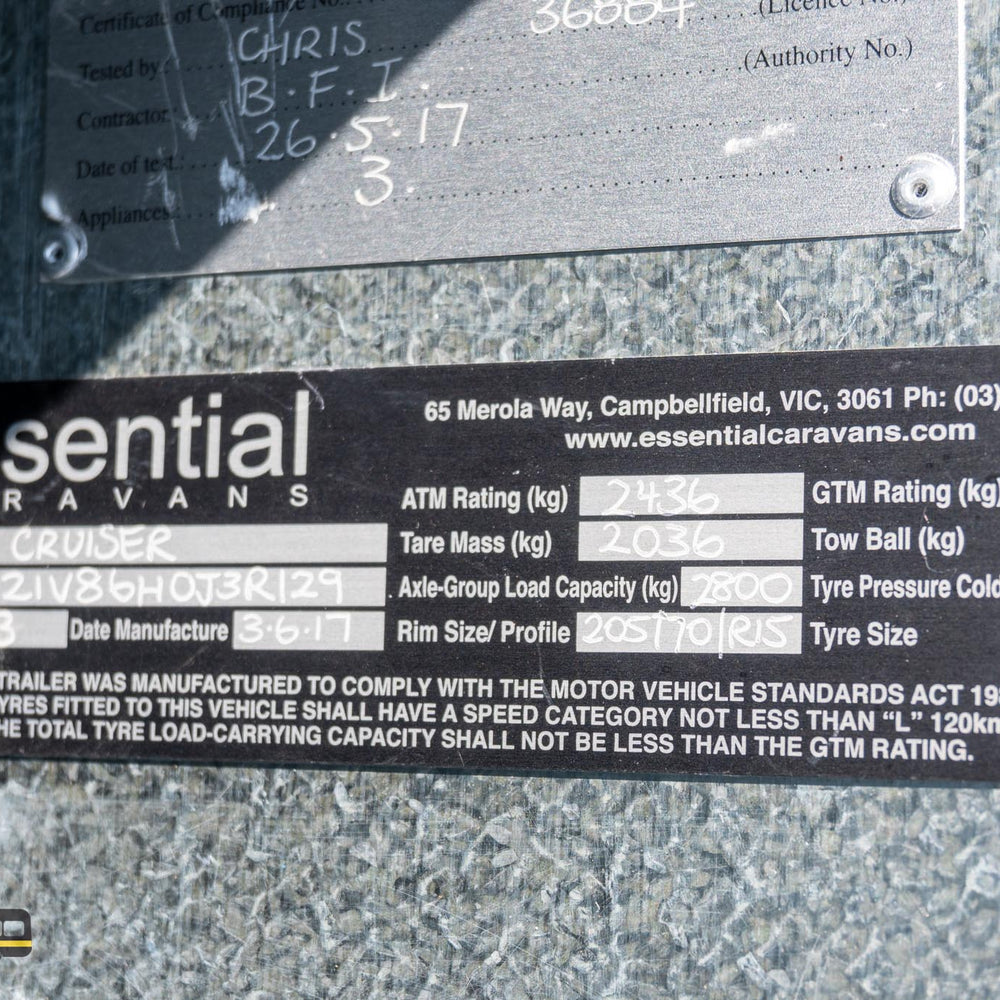 Certificate of Compliance No.: 36884 (Licence No.)
Tested by: CHRIS (Authority No.)
Contractor: B.F.I.
Date of test: 26.5.17
Appliances: 3.
sential
RAVANS
65 Merola Way, Campbellfield, VIC, 3061 Ph: (03)
www.essentialcaravans.com
ATM Rating (kg) 2436 GTM Rating (kg)
CRUISER Tare Mass (kg) 2036 Tow Ball (kg)
21V86H0J3R129 Axle-Group Load Capacity (kg) 2800 Tyre Pressure Cold
3 Date Manufacture 3.6.17 Rim Size/ Profile 205/70/R15 Tyre Size
TRAILER WAS MANUFACTURED TO COMPLY WITH THE MOTOR VEHICLE STANDARDS ACT 19
YRES FITTED TO THIS VEHICLE SHALL HAVE A SPEED CATEGORY NOT LESS THAN “L” 120km
HE TOTAL TYRE LOAD-CARRYING CAPACITY SHALL NOT BE LESS THAN THE GTM RATING.